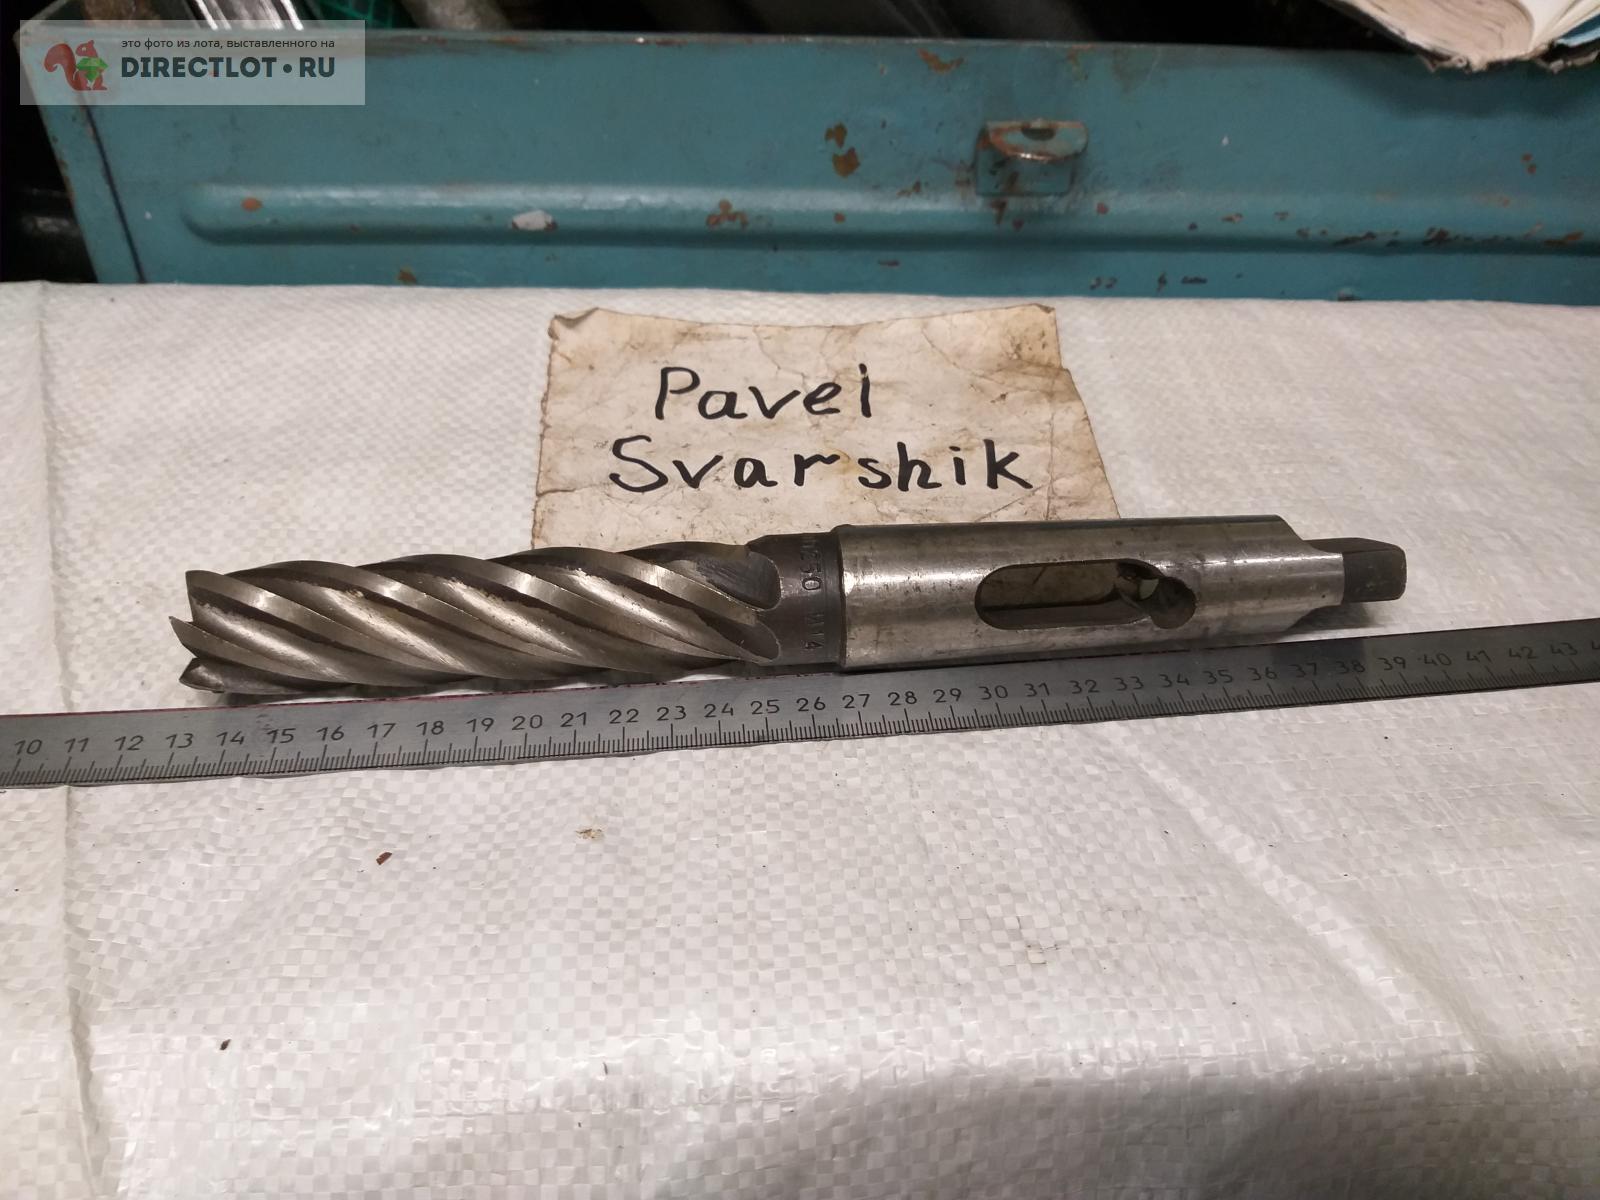 это фото из лота, выставленного на
DIRECTLOT•RU
Pavel
Svarshik
M14
10 11 12 13 14 15 16 17 18 19 20 21 22 23 24 25 26 27 28 29 30 31 32 33 34 35 36 37 38 39 40 41 42 43